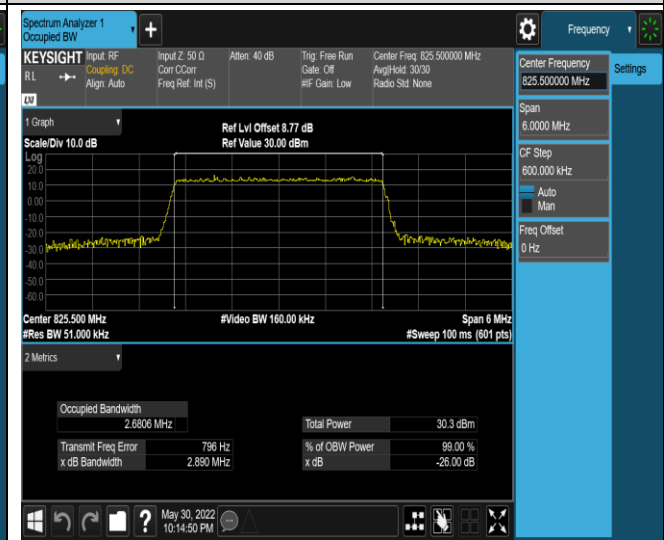 Spectrum Analyzer 1
Occupied BW
+
Frequency
KEYSIGHT
RL
LXI
Input: RF
Coupling: DC
Align: Auto
Input Z: 50 Ω
Corr CCorr
Freq Ref: Int (S)
Atten: 40 dB
Trig: Free Run
Gate: Off
#IF Gain: Low
Center Freq: 825.500000 MHz
Avg|Hold: 30/30
Radio Std: None
Center Frequency
825.500000 MHz
Settings
Span
6.0000 MHz
CF Step
600.000 kHz
Auto
Man
Freq Offset
0 Hz
1 Graph
Scale/Div 10.0 dB
Ref Lvl Offset 8.77 dB
Ref Value 30.00 dBm
Log
20.0
10.0
0.00
-10.0
-20.0
-30.0
-40.0
-50.0
-60.0
Center 825.500 MHz
#Video BW 160.00 kHz
Span 6 MHz
#Res BW 51.000 kHz
#Sweep 100 ms (601 pts)
2 Metrics
Occupied Bandwidth
2.6806 MHz
Total Power 30.3 dBm
Transmit Freq Error 796 Hz
% of OBW Power 99.00 %
x dB Bandwidth 2.890 MHz
x dB -26.00 dB
?
May 30, 2022
10:14:50 PM